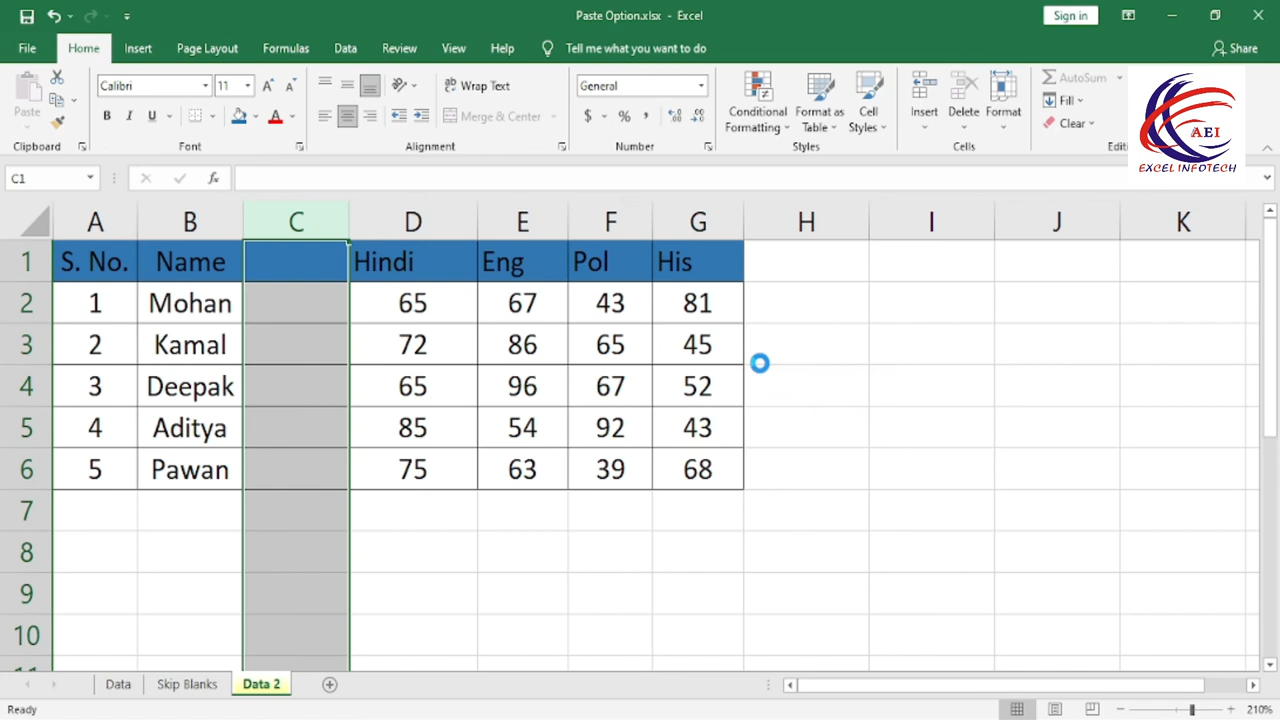 Paste Option.xlsx - Excel
Sign in
File Home Insert Page Layout Formulas Data Review View Help Tell me what you want to do Share
Paste
Calibri 11
B I U A
Wrap Text
Merge & Center
General
$ % ,
Conditional Formatting
Format as Table
Cell Styles
Insert Delete Format
AutoSum
Fill
Clear
Clipboard Font Alignment Number Styles Cells Editi
AEI
EXCEL INFOTECH
C1 fx
A B C D E F G H I J K
1 S. No. Name Hindi Eng Pol His
2 1 Mohan 65 67 43 81
3 2 Kamal 72 86 65 45
4 3 Deepak 65 96 67 52
5 4 Aditya 85 54 92 43
6 5 Pawan 75 63 39 68
7
8
9
10
Data Skip Blanks Data 2
Ready 210%